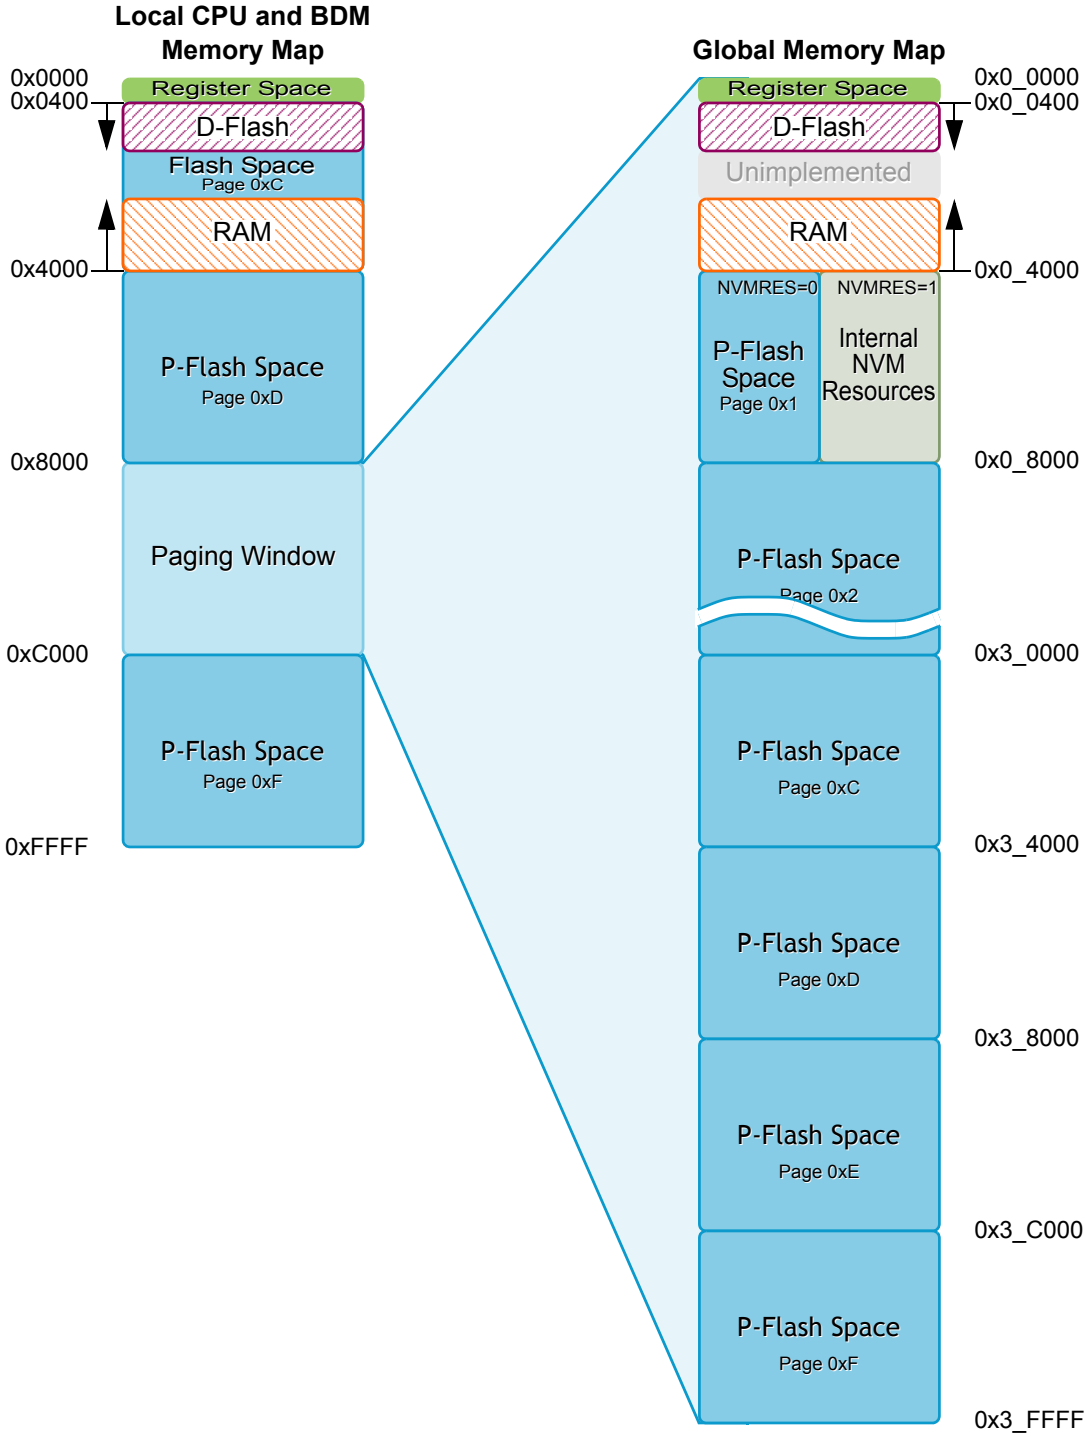 Local CPU and BDM
Memory Map
0x0000
0x0400
0x4000
0x8000
0xC000
0xFFFF
Register Space
D-Flash
Flash Space
Page 0xC
RAM
P-Flash Space
Page 0xD
Paging Window
P-Flash Space
Page 0xF
Global Memory Map
Register Space
D-Flash
Unimplemented
RAM
NVMRES=0
P-Flash
Space
Page 0x1
NVMRES=1
Internal
NVM
Resources
P-Flash Space
Page 0x2
P-Flash Space
Page 0xC
P-Flash Space
Page 0xD
P-Flash Space
Page 0xE
P-Flash Space
Page 0xF
0x0_0000
0x0_0400
0x0_4000
0x0_8000
0x3_0000
0x3_4000
0x3_8000
0x3_C000
0x3_FFFF